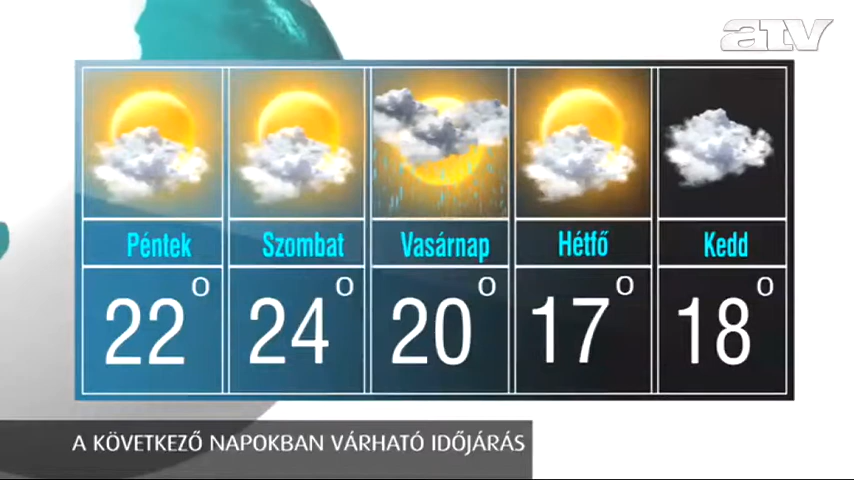 atv
Péntek Szombat Vasárnap Hétfő Kedd
22° 24° 20° 17° 18°
A KÖVETKEZŐ NAPOKBAN VÁRHATÓ IDŐJÁRÁS